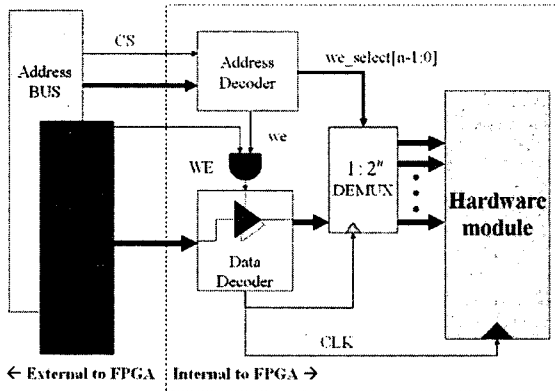 CS
Address
BUS
Address
Decoder
we_select[n-1:0]
we
WE
1 : 2ⁿ
DEMUX
Hardware
module
Data
Decoder
CLK
← External to FPGA
Internal to FPGA →